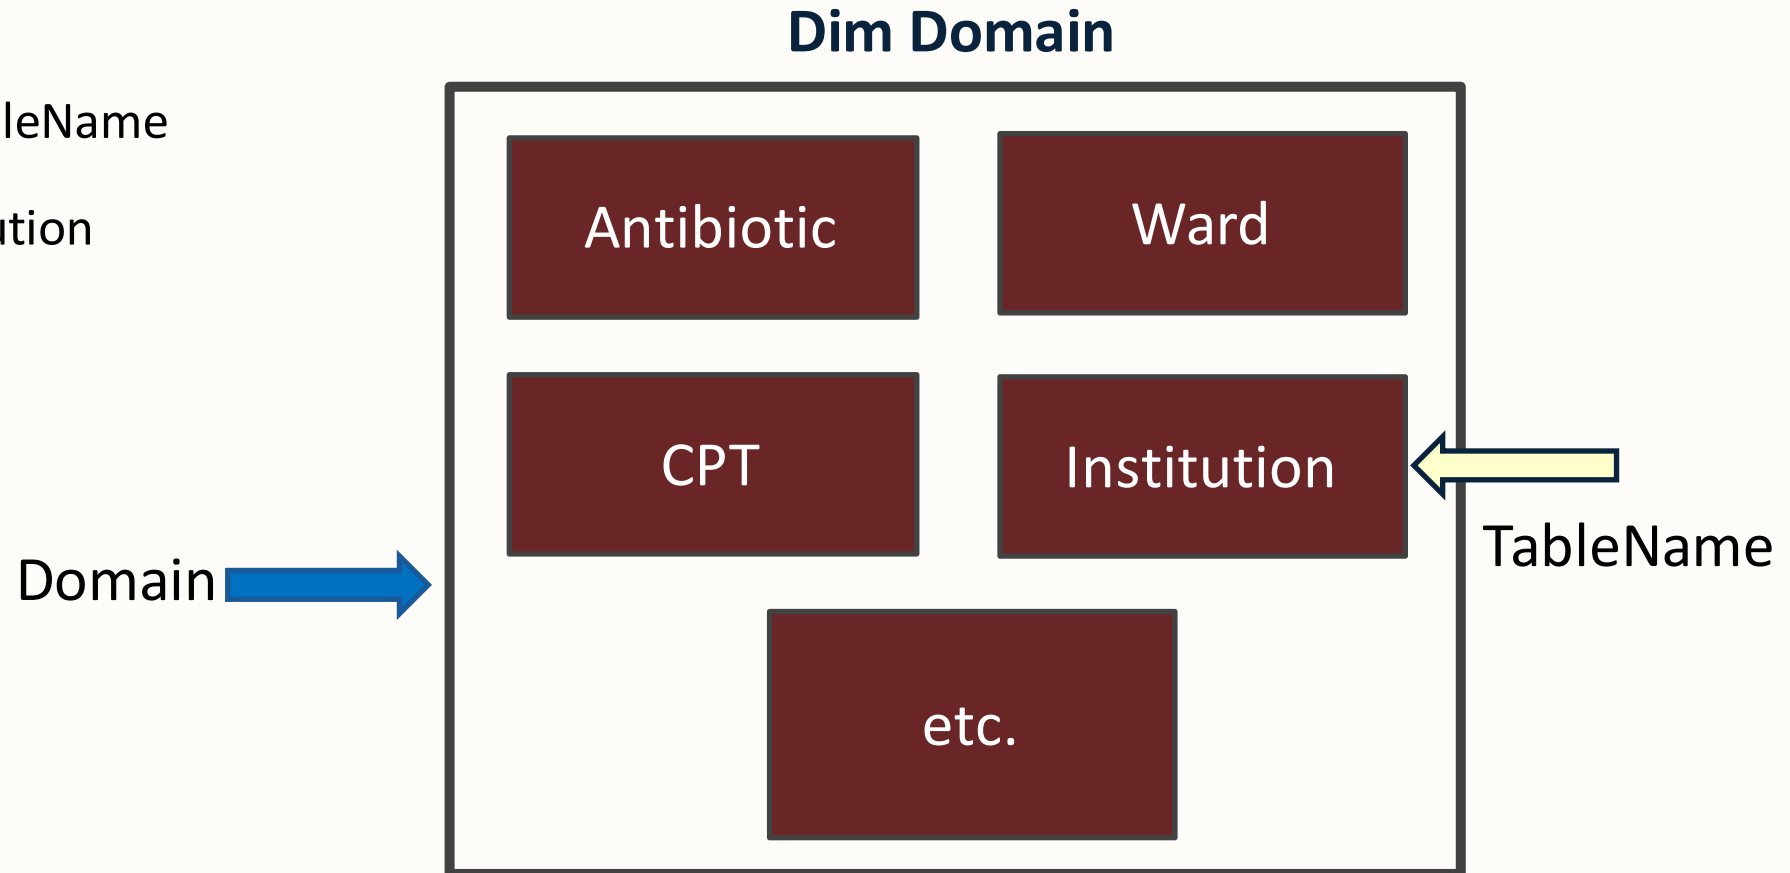 Dim Domain
leName
ution
Antibiotic
Ward
CPT
Institution
TableName
Domain
etc.